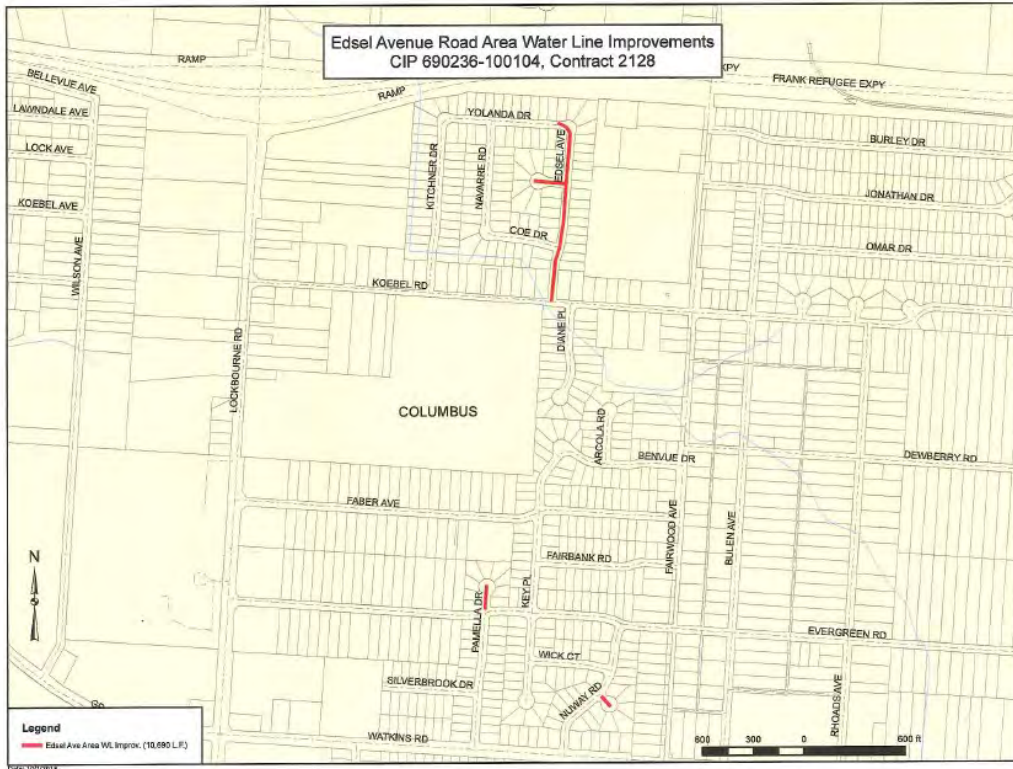 Edsel Avenue Road Area Water Line Improvements
CIP 690236-100104, Contract 2128
RAMP
XPY
FRANK REFUGEE EXPY
BELLEVUE AVE
RAMP
LAWNDALE AVE
YOLANDA DR
BURLEY DR
LOCK AVE
EDSEL AVE
KITCHNER DR
NAVARRE RD
JONATHAN DR
KOEBEL AVE
COE DR
OMAR DR
WILSON AVE
KOEBEL RD
DIANE PL
LOCKBOURNE RD
COLUMBUS
ARCOLA RD
BENVUE DR
DEWBERRY RD
FABER AVE
FAIRWOOD AVE
BULEN AVE
N
FAIRBANK RD
KEY PL
PAMELLA DR
EVERGREEN RD
WICK CT
SILVERBROOK DR
NUWAY RD
RHOADS AVE
Legend
Edsel Ave Area W/L Improv. (10,690 L.F.)
WATKINS RD
600 300 0 600 ft